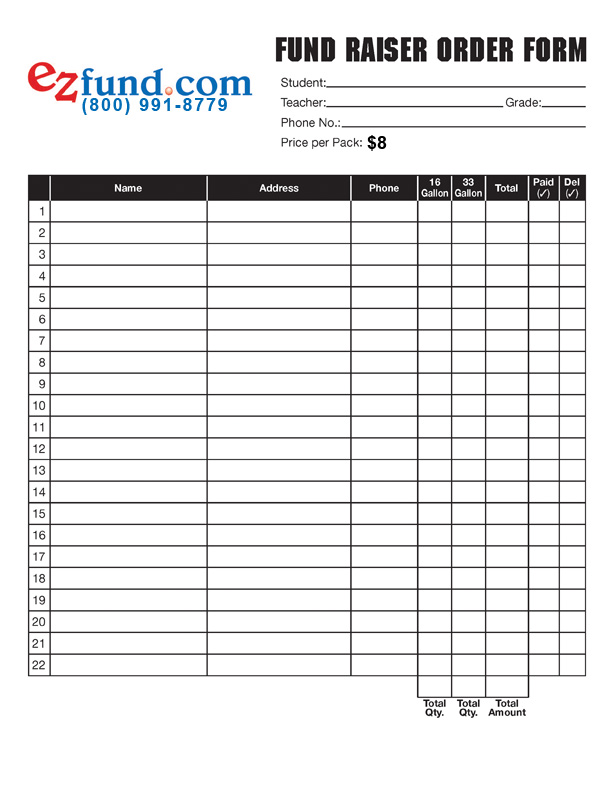 FUND RAISER ORDER FORM
ezfund.com
(800) 991-8779
Student:
Teacher: Grade:
Phone No.:
Price per Pack: $8
Name Address Phone 16 Gallon 33 Gallon Total Paid (✓) Del (✓)
1
2
3
4
5
6
7
8
9
10
11
12
13
14
15
16
17
18
19
20
21
22
Total Qty. Total Qty. Total Amount